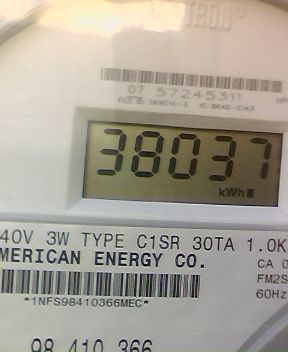 07 57245311
38037
kWh
40V 3W TYPE C1SR 30TA 1.0K
MERICAN ENERGY CO.
CA 0
FM2S
60Hz
*1NFS98410366MEC*
98 410 366